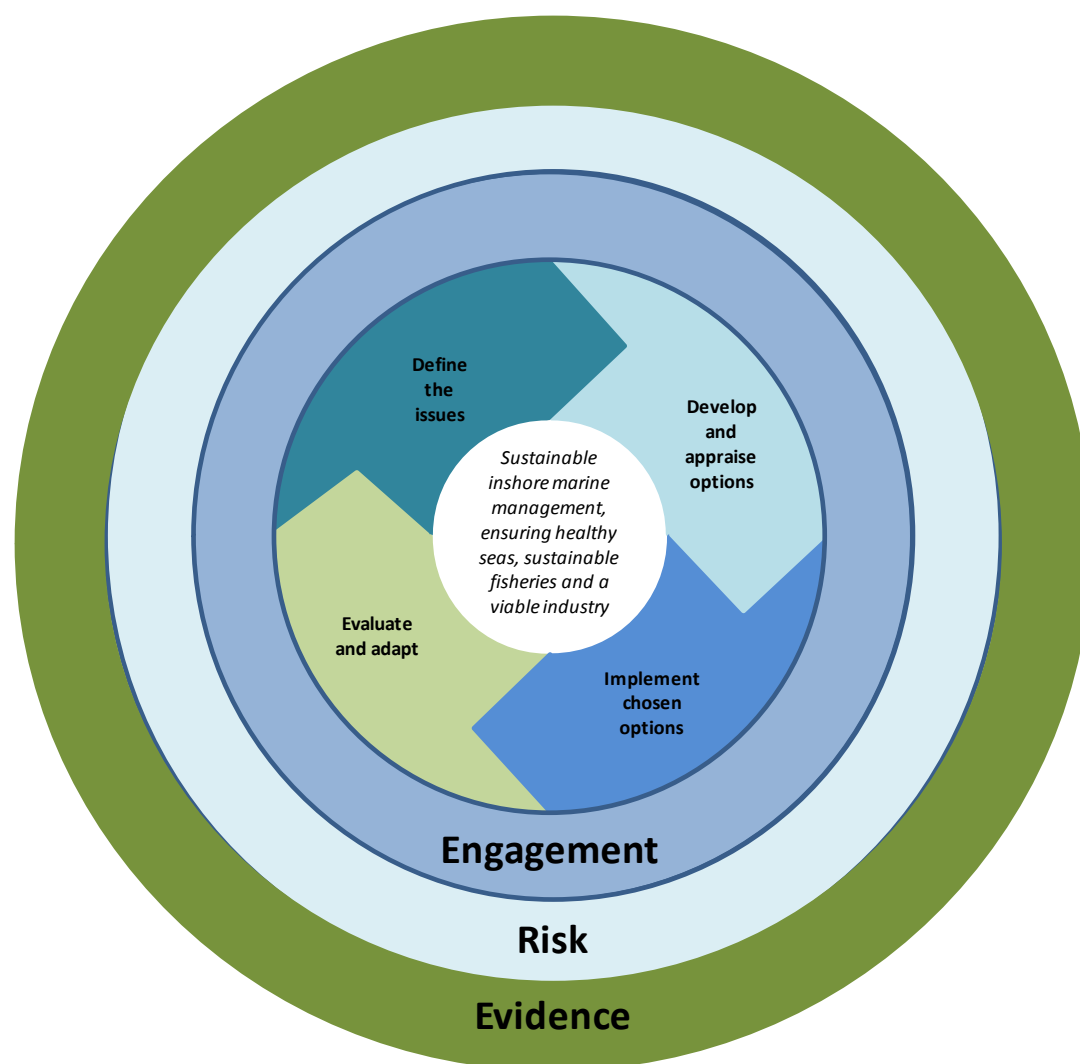 Define
the
issues
Develop
and
appraise
options
Sustainable
inshore marine
management,
ensuring healthy
seas, sustainable
fisheries and a
viable industry
Evaluate
and adapt
Implement
chosen
options
Engagement
Risk
Evidence